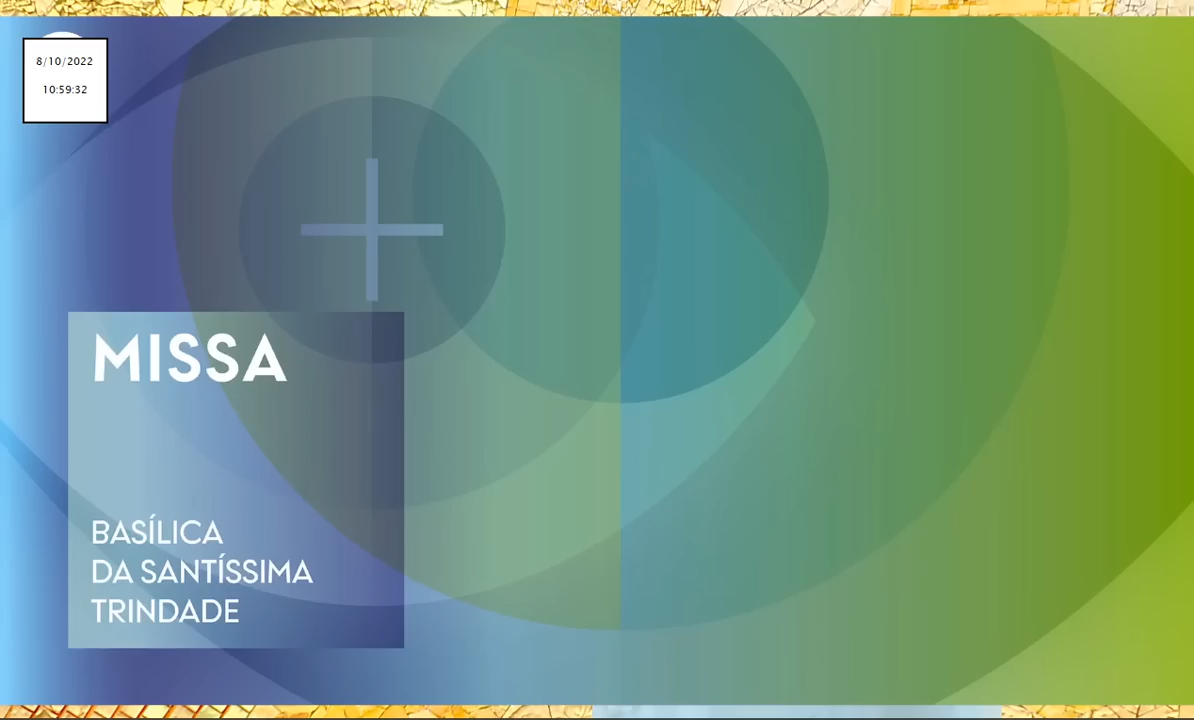 8/10/2022
10:59:32
MISSA
BASÍLICA
DA SANTÍSSIMA
TRINDADE